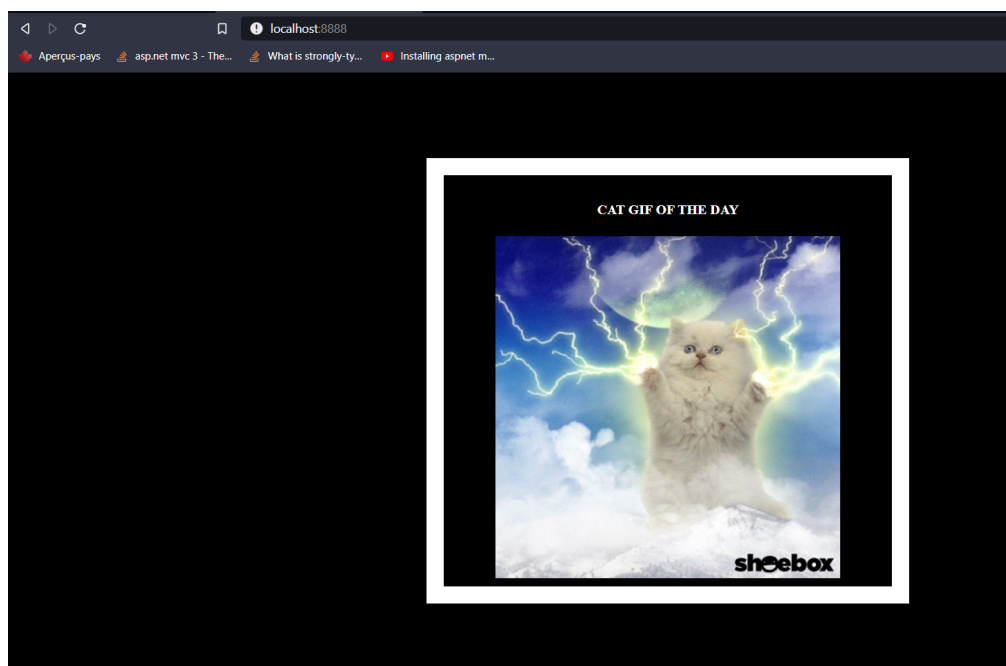 localhost:8888
Aperçus-pays asp.net mvc 3 - The... What is strongly-ty... Installing aspnet m...
CAT GIF OF THE DAY
shoebox